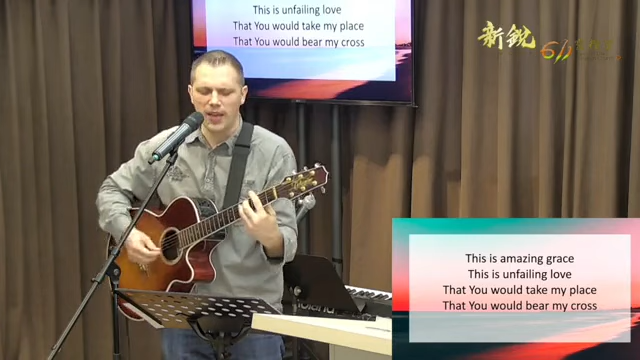 This is unfailing love
That You would take my place
That You would bear my cross
新銳
611
This is amazing grace
This is unfailing love
That You would take my place
That You would bear my cross
Roland